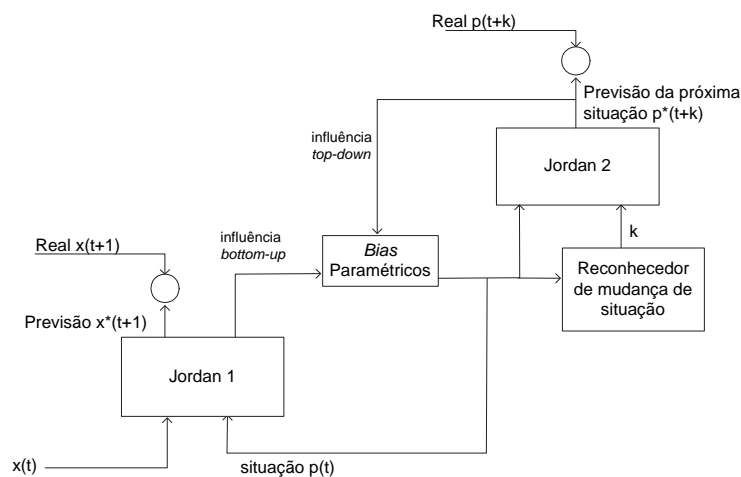 Real p(t+k)
Previsão da próxima
situação p*(t+k)
influência
top-down
Jordan 2
k
Real x(t+1)
influência
bottom-up
Bias
Paramétricos
Reconhecedor
de mudança de
situação
Previsão x*(t+1)
Jordan 1
x(t)
situação p(t)